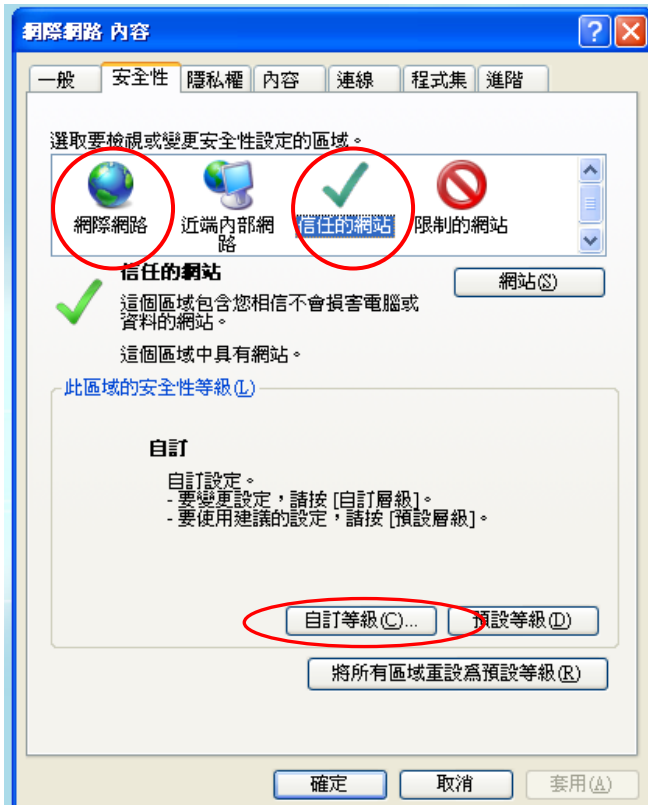 網際網路 內容
一般 安全性 隱私權 內容 連線 程式集 進階
選取要檢視或變更安全性設定的區域。
網際網路 近端內部網路 信任的網站 限制的網站
信任的網站
網站(S)
這個區域包含您相信不會損害電腦或
資料的網站。
這個區域中具有網站。
此區域的安全性等級(L)
自訂
自訂設定。
- 要變更設定，請按 [自訂層級]。
- 要使用建議的設定，請按 [預設層級]。
自訂等級(C)... 預設等級(D)
將所有區域重設為預設等級(R)
確定 取消 套用(A)